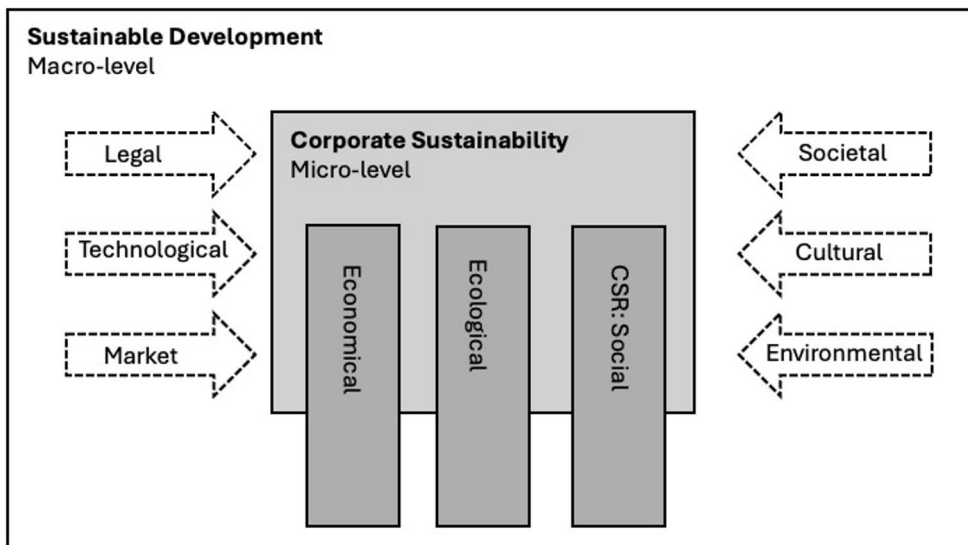 Sustainable Development
Macro-level
Corporate Sustainability
Micro-level
Legal
Technological
Market
Economical
Ecological
CSR: Social
Societal
Cultural
Environmental